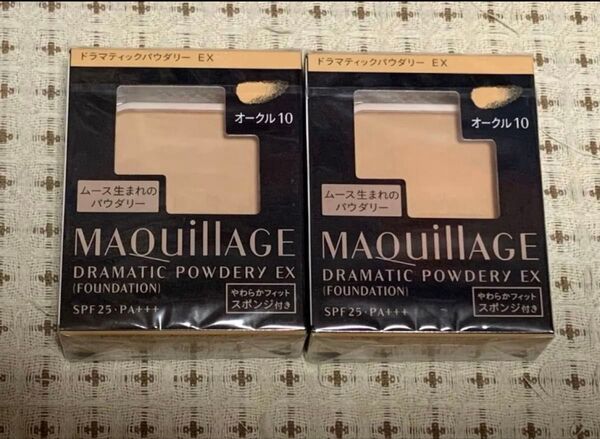 ドラマティックパウダリー EX
オークル10
ムース生まれの
パウダリー
MAQuillAGE
DRAMATIC POWDERY EX
(FOUNDATION)
SPF25・PA+++
やわらかフィット
スポンジ付き
ドラマティックパウダリー EX
オークル10
ムース生まれの
パウダリー
MAQuillAGE
DRAMATIC POWDERY EX
(FOUNDATION)
SPF25・PA+++
やわらかフィット
スポンジ付き